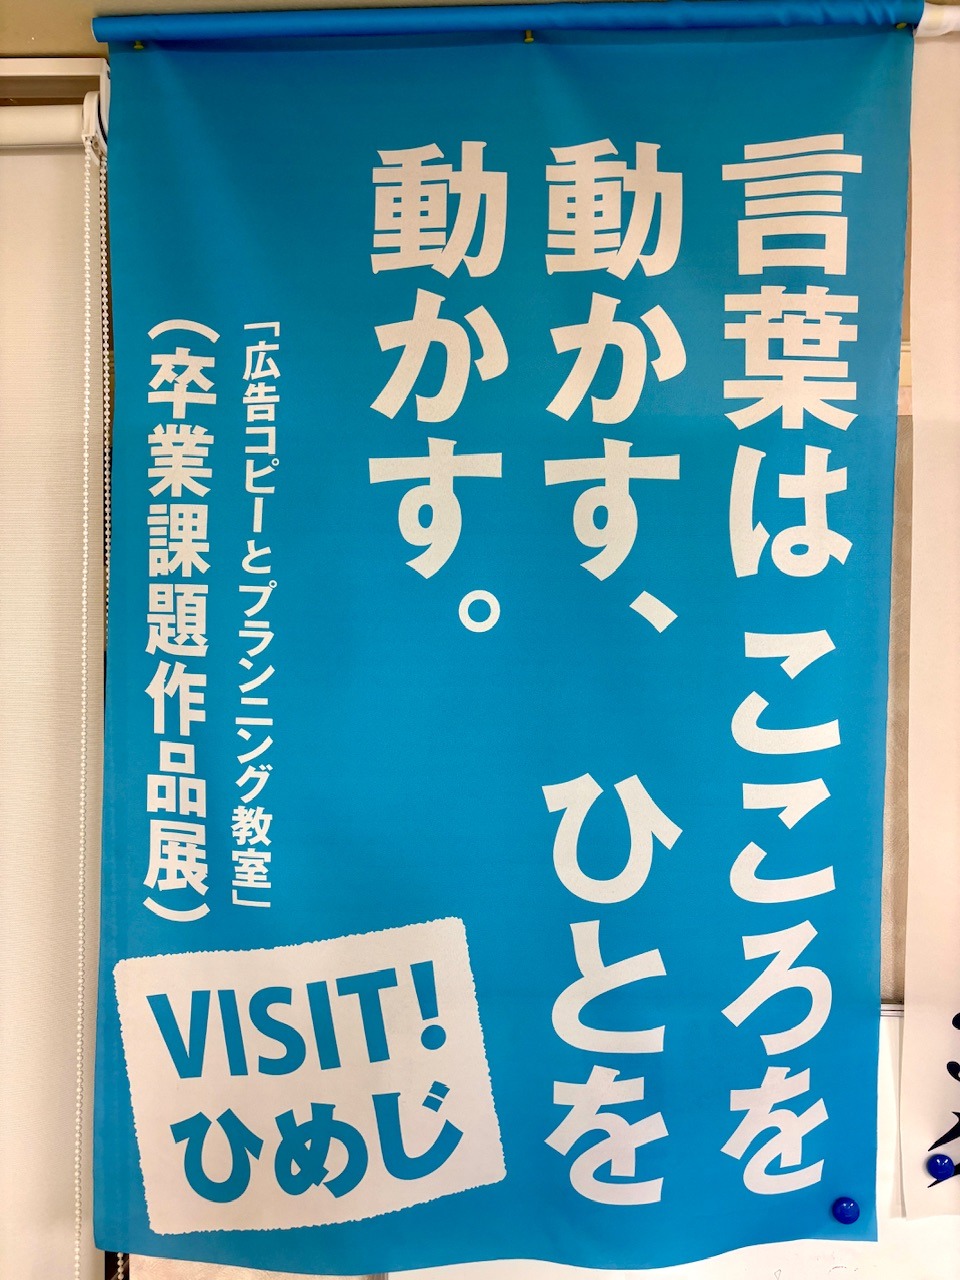 言葉は こころを
動かす、 ひとを
動かす。
「広告コピーとプランニング教室」
（卒業課題作品展）
VISIT!
ひめじ